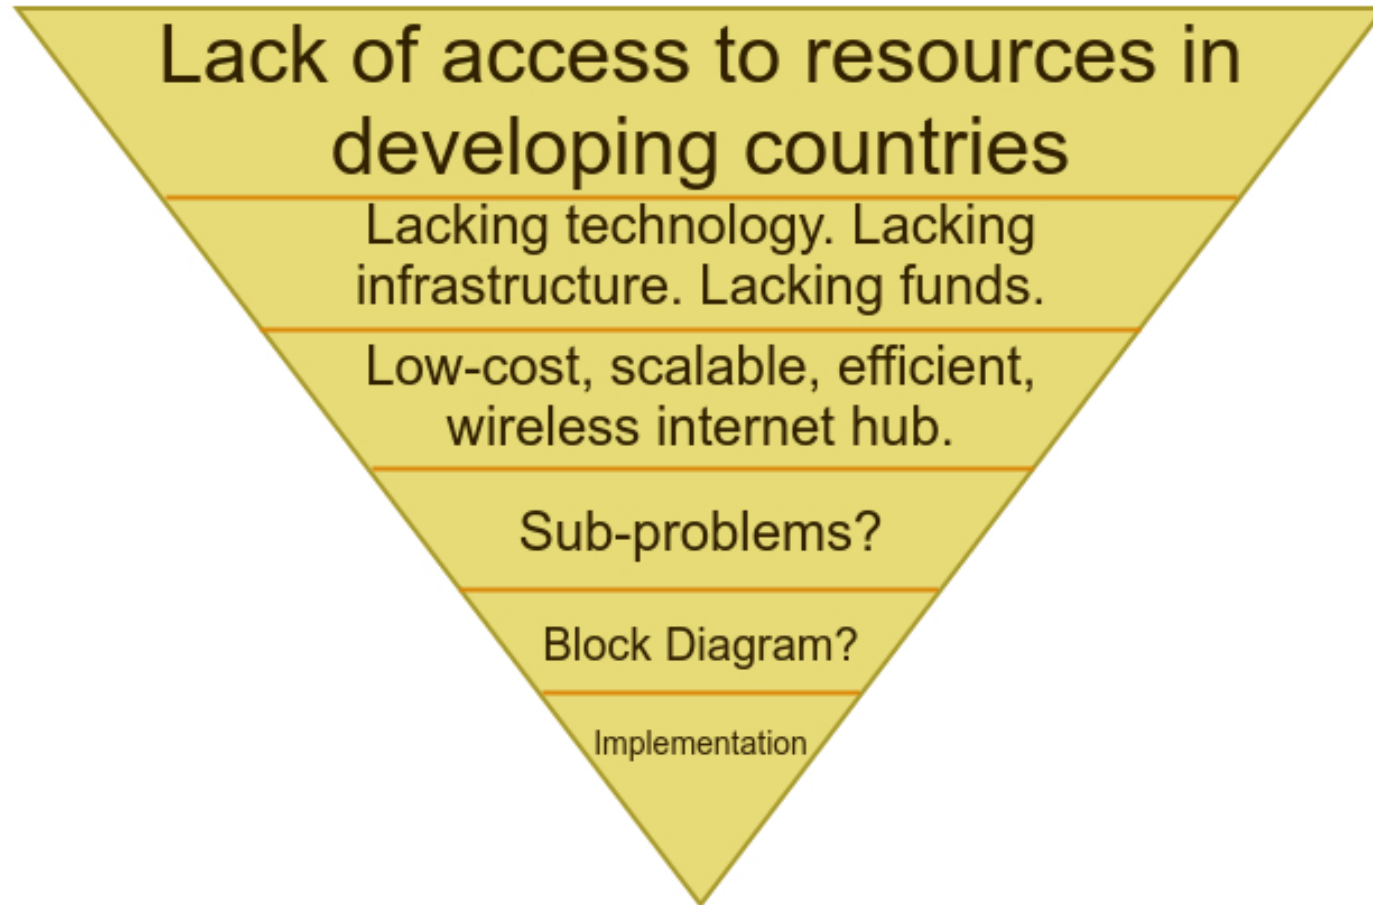 Lack of access to resources in
developing countries
Lacking technology. Lacking
infrastructure. Lacking funds.
Low-cost, scalable, efficient,
wireless internet hub.
Sub-problems?
Block Diagram?
Implementation